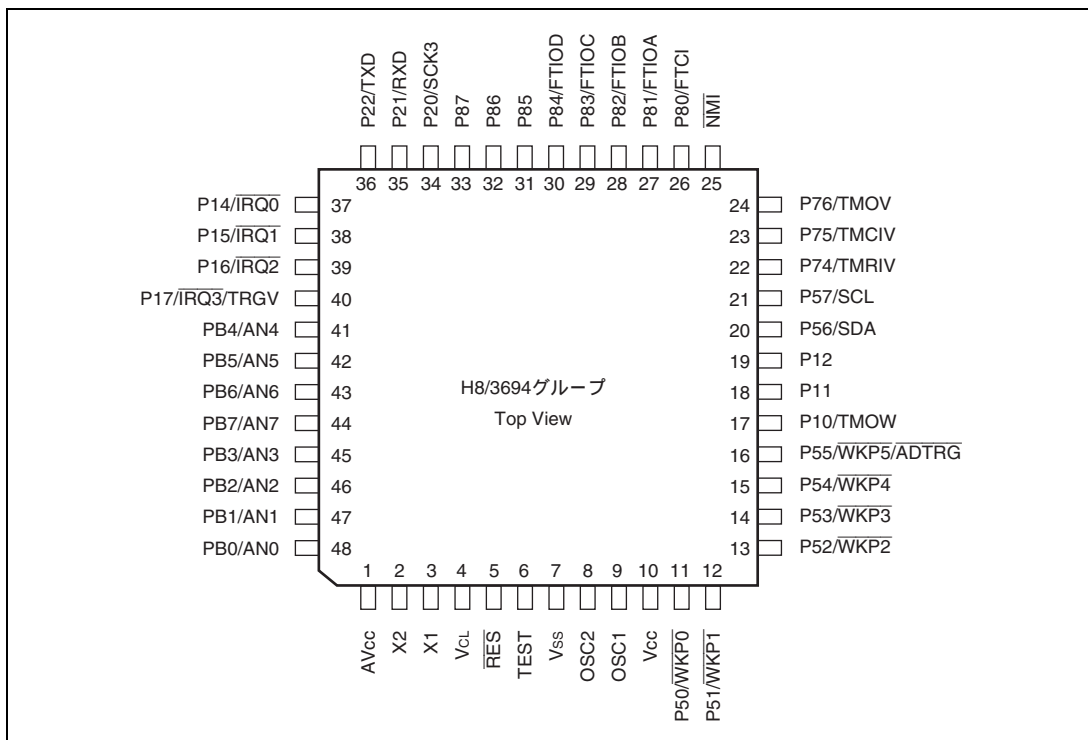 P22/TXD
P21/RXD
P20/SCK3
P87
P86
P85
P84/FTIOD
P83/FTIOC
P82/FTIOB
P81/FTIOA
P80/FTCI
NMI
36 35 34 33 32 31 30 29 28 27 26 25
P14/IRQ0 37
P15/IRQ1 38
P16/IRQ2 39
P17/IRQ3/TRGV 40
PB4/AN4 41
PB5/AN5 42
PB6/AN6 43
PB7/AN7 44
PB3/AN3 45
PB2/AN2 46
PB1/AN1 47
PB0/AN0 48
H8/3694グループ
Top View
24 P76/TMOV
23 P75/TMCIV
22 P74/TMRIV
21 P57/SCL
20 P56/SDA
19 P12
18 P11
17 P10/TMOW
16 P55/WKP5/ADTRG
15 P54/WKP4
14 P53/WKP3
13 P52/WKP2
1 2 3 4 5 6 7 8 9 10 11 12
AVcc
X2
X1
VCL
RES
TEST
Vss
OSC2
OSC1
Vcc
P50/WKP0
P51/WKP1